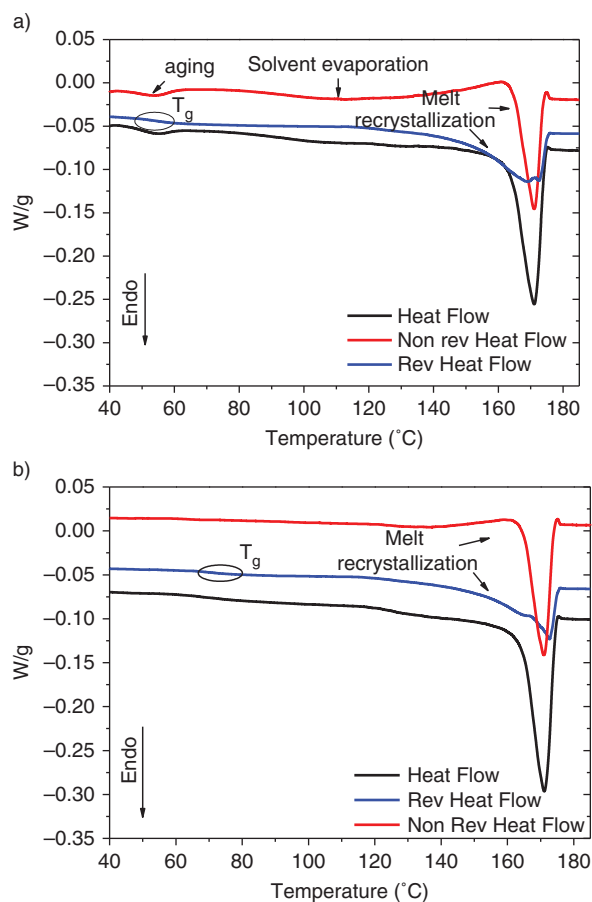 a)
0.05
0.00
−0.05
−0.10
−0.15
−0.20
−0.25
−0.30
−0.35
W/g
aging
Solvent evaporation
Tg
Melt
recrystallization
Endo
Heat Flow
Non rev Heat Flow
Rev Heat Flow
40 60 80 100 120 140 160 180
Temperature (˚C)
b)
0.05
0.00
−0.05
−0.10
−0.15
−0.20
−0.25
−0.30
−0.35
W/g
Tg
Melt
recrystallization
Endo
Heat Flow
Rev Heat Flow
Non Rev Heat Flow
40 60 80 100 120 140 160 180
Temperature (˚C)